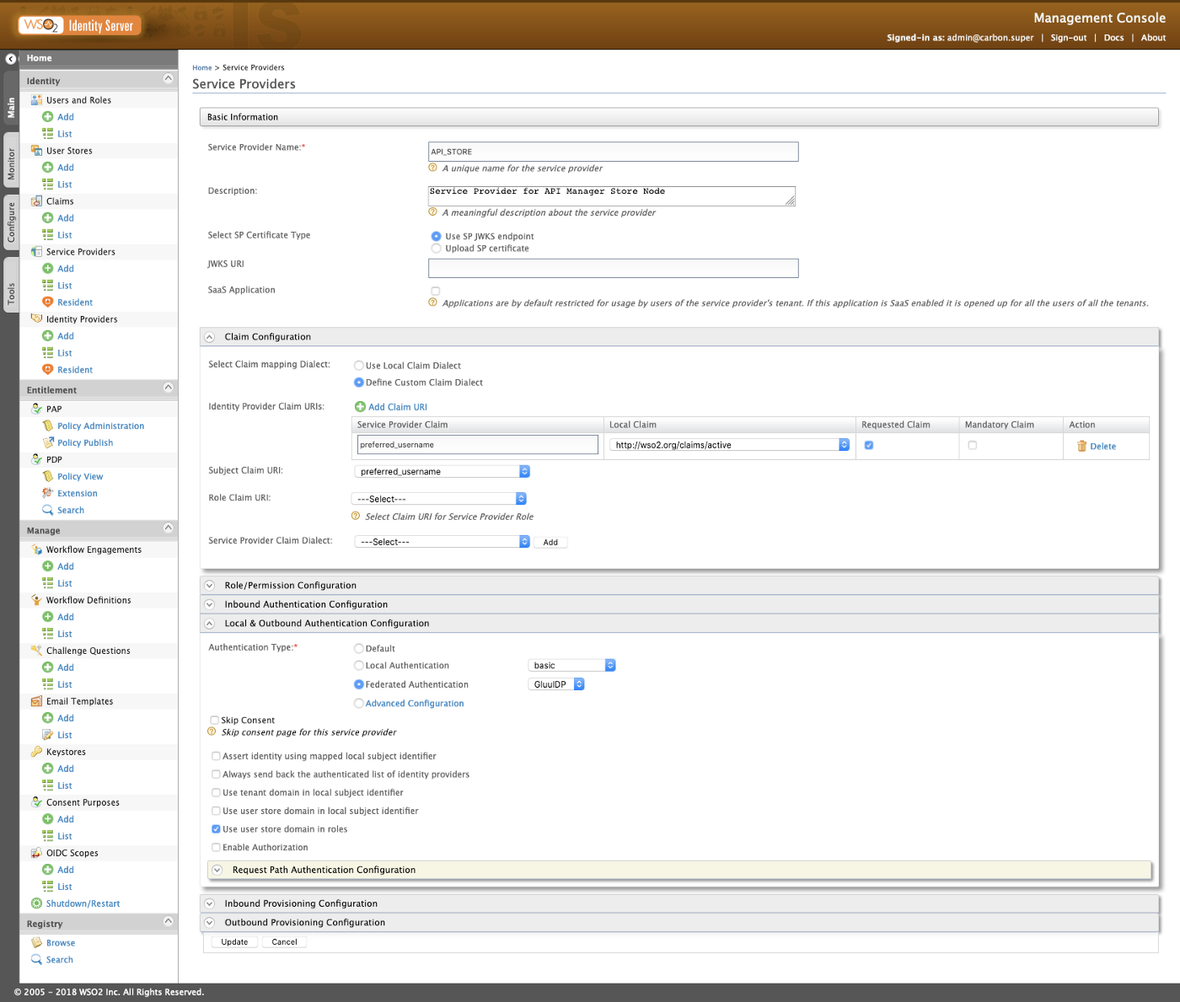 WSO2 Identity Server
Management Console
Signed-in as: admin@carbon.super | Sign-out | Docs | About
Main
Monitor
Configure
Tools
Home
Identity
Users and Roles
Add
List
User Stores
Add
List
Claims
Add
List
Service Providers
Add
List
Resident
Identity Providers
Add
List
Resident
Entitlement
PAP
Policy Administration
Policy Publish
PDP
Policy View
Extension
Search
Manage
Workflow Engagements
Add
List
Workflow Definitions
Add
List
Challenge Questions
Add
List
Email Templates
Add
List
Keystores
Add
List
Consent Purposes
Add
List
OIDC Scopes
Add
List
Shutdown/Restart
Registry
Browse
Search
Home > Service Providers
Service Providers
Basic Information
Service Provider Name:* API_STORE
A unique name for the service provider
Description: Service Provider for API Manager Store Node
A meaningful description about the service provider
Select SP Certificate Type Use SP JWKS endpoint
Upload SP certificate
JWKS URI
SaaS Application
Applications are by default restricted for usage by users of the service provider's tenant. If this application is SaaS enabled it is opened up for all the users of all the tenants.
Claim Configuration
Select Claim mapping Dialect: Use Local Claim Dialect
Define Custom Claim Dialect
Identity Provider Claim URIs: Add Claim URI
Service Provider Claim Local Claim Requested Claim Mandatory Claim Action
preferred_username http://wso2.org/claims/active Delete
Subject Claim URI: preferred_username
Role Claim URI: ---Select---
Select Claim URI for Service Provider Role
Service Provider Claim Dialect: ---Select--- Add
Role/Permission Configuration
Inbound Authentication Configuration
Local & Outbound Authentication Configuration
Authentication Type:* Default
Local Authentication basic
Federated Authentication GluuIDP
Advanced Configuration
Skip Consent
Skip consent page for this service provider
Assert identity using mapped local subject identifier
Always send back the authenticated list of identity providers
Use tenant domain in local subject identifier
Use user store domain in local subject identifier
Use user store domain in roles
Enable Authorization
Request Path Authentication Configuration
Inbound Provisioning Configuration
Outbound Provisioning Configuration
Update Cancel
© 2005 - 2018 WSO2 Inc. All Rights Reserved.